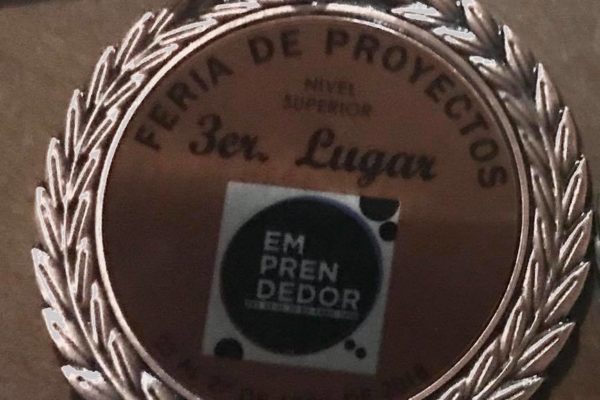 FERIA DE PROYECTOS
NIVEL
SUPERIOR
3er. Lugar
EM
PREN
DEDOR